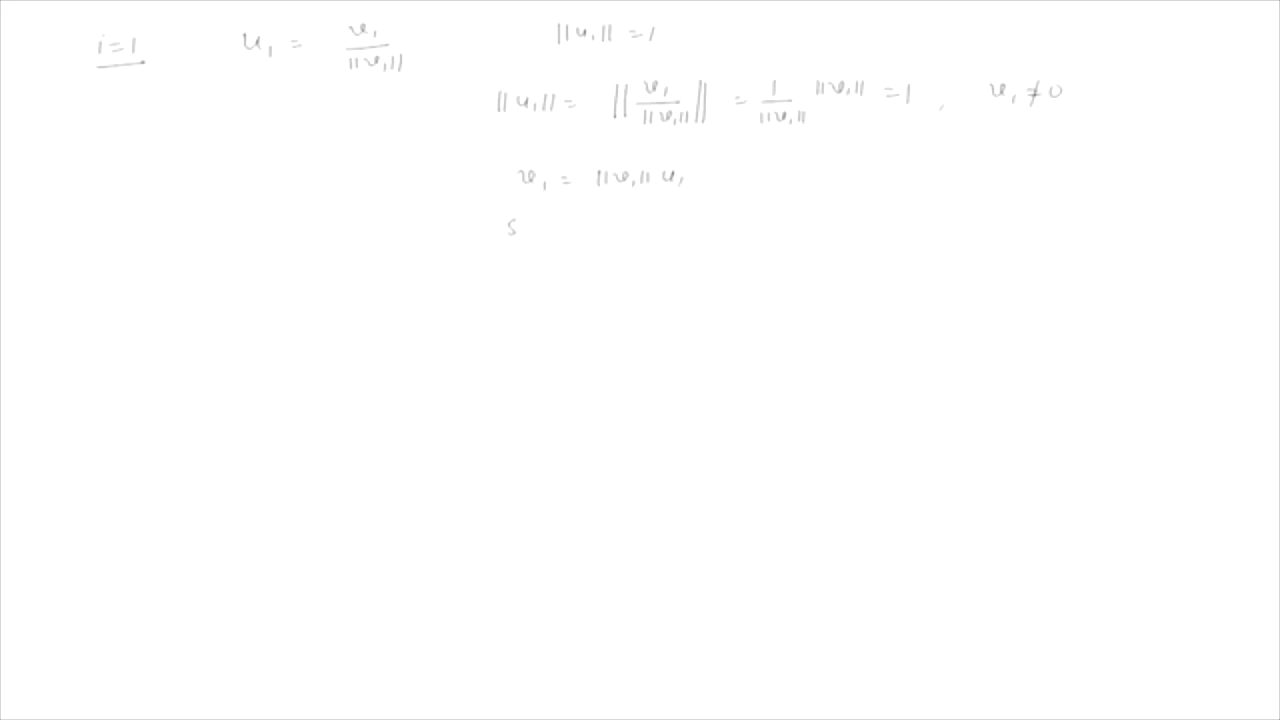 i=1 u₁ = v₁/||v₁|| ||u₁|| = 1
||u₁|| = ||v₁/||v₁|||| = 1/||v₁|| ||v₁|| = 1 , v₁ ≠ 0
v₁ = ||v₁|| u₁
s